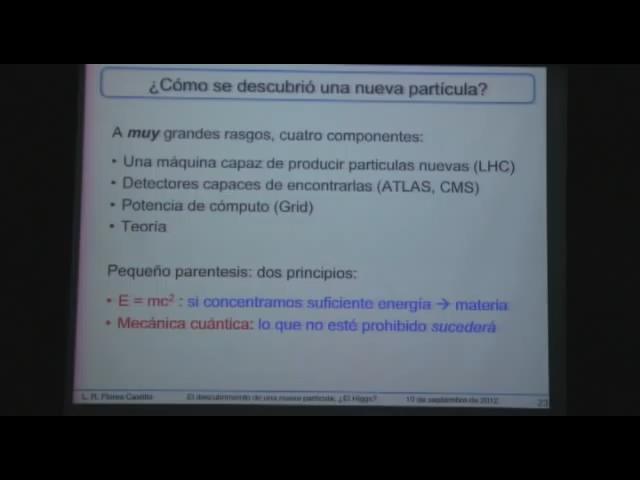 ¿Cómo se descubrió una nueva partícula?
A muy grandes rasgos, cuatro componentes:
• Una máquina capaz de producir particulas nuevas (LHC)
• Detectores capaces de encontrarlas (ATLAS, CMS)
• Potencia de cómputo (Grid)
• Teoría
Pequeño parentesis: dos principios:
• E = mc² : si concentramos suficiente energía → materia
• Mecánica cuántica: lo que no esté prohibido sucederá
L. R. Flores Castillo El descubrimiento de una nueva partícula, ¿El Higgs? 10 de septiembre de 2012 23